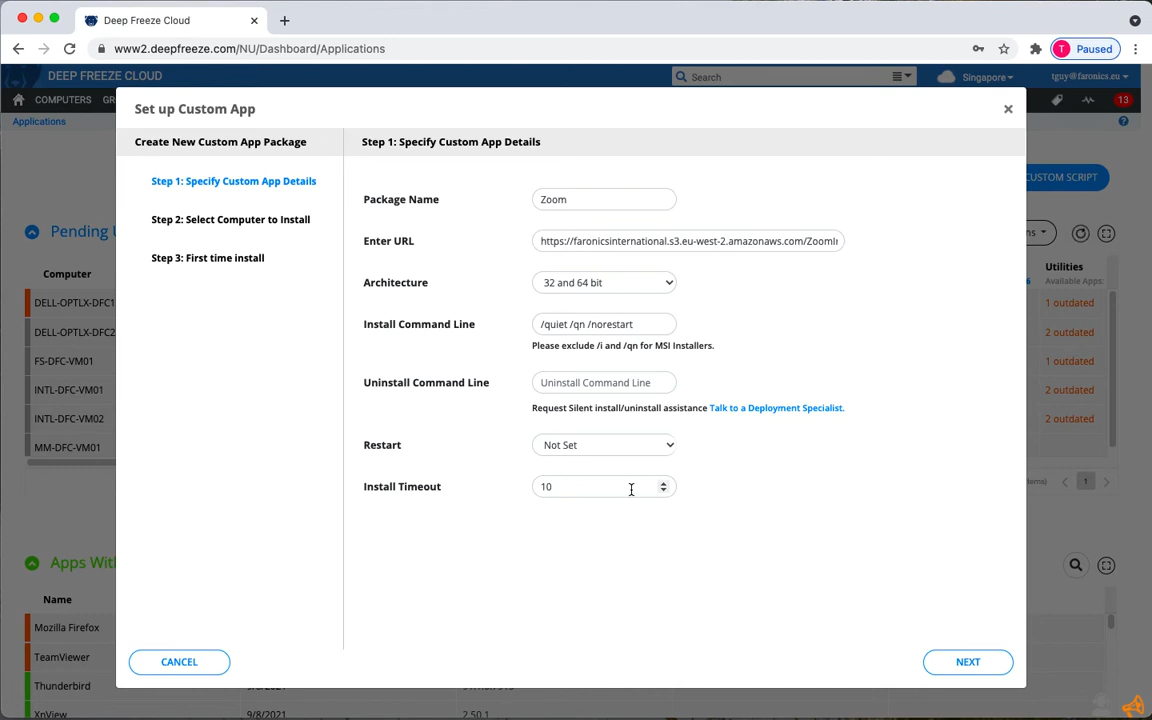 Deep Freeze Cloud
www2.deepfreeze.com/NU/Dashboard/Applications
T Paused
DEEP FREEZE CLOUD
Search
Singapore
tguy@faronics.eu
COMPUTERS GR
13
Applications
Set up Custom App
Create New Custom App Package
Step 1: Specify Custom App Details
Step 1: Specify Custom App Details
Step 2: Select Computer to Install
Step 3: First time install
Package Name
Zoom
Enter URL
https://faronicsinternational.s3.eu-west-2.amazonaws.com/ZoomI
Architecture
32 and 64 bit
Install Command Line
/quiet /qn /norestart
Please exclude /i and /qn for MSI Installers.
Uninstall Command Line
Uninstall Command Line
Request Silent install/uninstall assistance Talk to a Deployment Specialist.
Restart
Not Set
Install Timeout
10
CANCEL
NEXT
CUSTOM SCRIPT
Pending
ns
Computer
Utilities
6
Available Apps:
DELL-OPTLX-DFC1
1 outdated
DELL-OPTLX-DFC2
2 outdated
FS-DFC-VM01
1 outdated
INTL-DFC-VM01
2 outdated
INTL-DFC-VM02
2 outdated
MM-DFC-VM01
1
Apps With
Name
Mozilla Firefox
TeamViewer
Thunderbird
XnView
9/8/2021
2.50.1